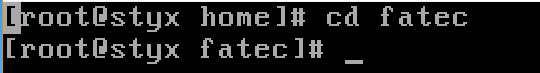 [root@styx home]# cd fatec
[root@styx fatec]# _